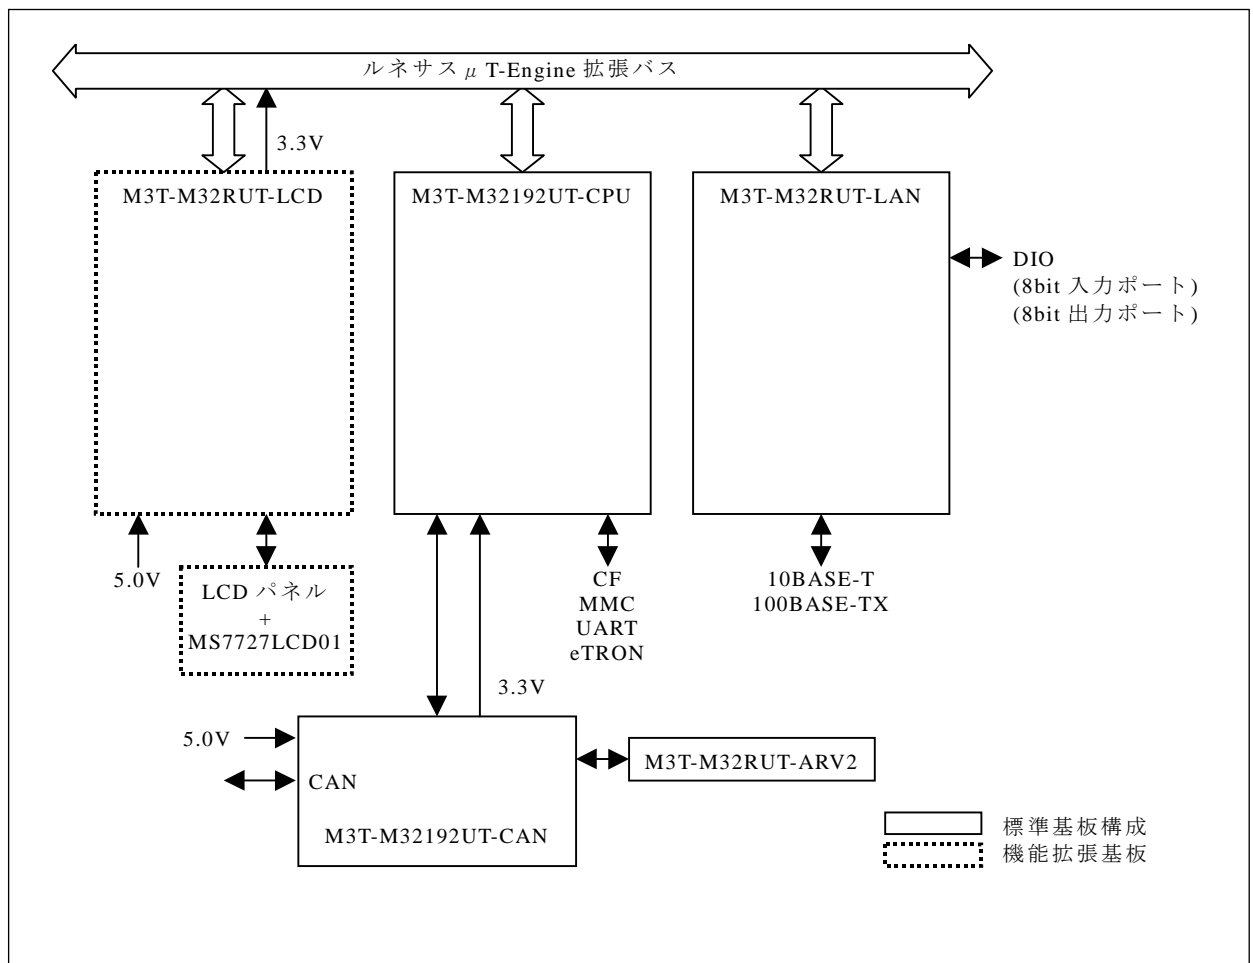 ルネサスμT-Engine 拡張バス
3.3V
M3T-M32RUT-LCD
M3T-M32192UT-CPU
M3T-M32RUT-LAN
DIO
(8bit 入力ポート)
(8bit 出力ポート)
5.0V
LCD パネル
+
MS7727LCD01
CF
MMC
UART
eTRON
10BASE-T
100BASE-TX
3.3V
5.0V
CAN
M3T-M32192UT-CAN
M3T-M32RUT-ARV2
標準基板構成
機能拡張基板